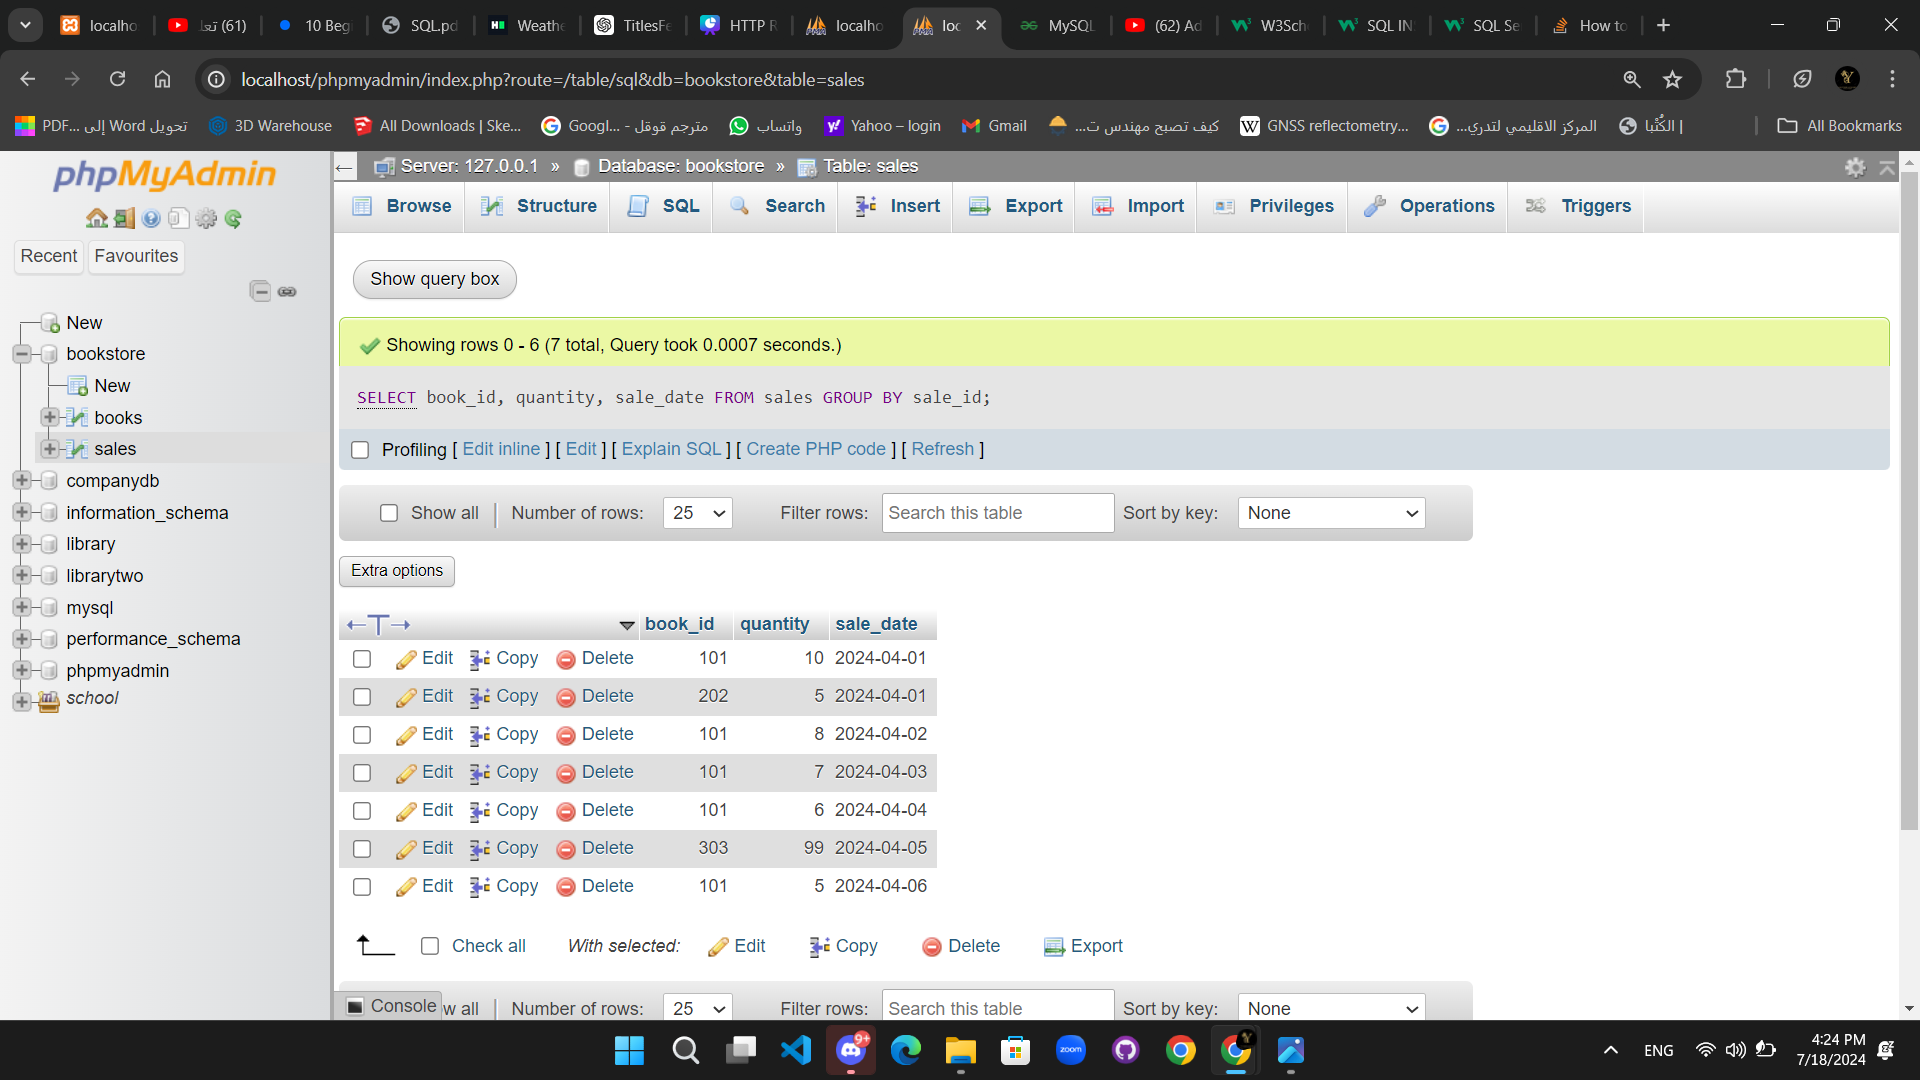 localho
(61) تعل
10 Beg
SQL.pd
Weathe
TitlesFe
HTTP R
localho
loc
MySQL
(62) Ad
W3Sch
SQL IN
SQL Se
How to
localhost/phpmyadmin/index.php?route=/table/sql&db=bookstore&table=sales
تحويل Word إلى PDF...
3D Warehouse
All Downloads | Ske...
مترجم قوقل - Googl...
واتساب
Yahoo – login
Gmail
كيف تصبح مهندس ت...
GNSS reflectometry...
المركز الاقليمي لتدري...
الكُتُبا |
All Bookmarks
phpMyAdmin
Recent
Favourites
New
bookstore
New
books
sales
companydb
information_schema
library
librarytwo
mysql
performance_schema
phpmyadmin
school
Server: 127.0.0.1 » Database: bookstore » Table: sales
Browse Structure SQL Search Insert Export Import Privileges Operations Triggers
Show query box
Showing rows 0 - 6 (7 total, Query took 0.0007 seconds.)
SELECT book_id, quantity, sale_date FROM sales GROUP BY sale_id;
Profiling [ Edit inline ] [ Edit ] [ Explain SQL ] [ Create PHP code ] [ Refresh ]
Show all | Number of rows: 25 Filter rows: Search this table Sort by key: None
Extra options
←T→ book_id quantity sale_date
Edit Copy Delete 101 10 2024-04-01
Edit Copy Delete 202 5 2024-04-01
Edit Copy Delete 101 8 2024-04-02
Edit Copy Delete 101 7 2024-04-03
Edit Copy Delete 101 6 2024-04-04
Edit Copy Delete 303 99 2024-04-05
Edit Copy Delete 101 5 2024-04-06
Check all With selected: Edit Copy Delete Export
Console
w all | Number of rows: 25 Filter rows: Search this table Sort by key: None
9+
zoom
ENG
4:24 PM
7/18/2024